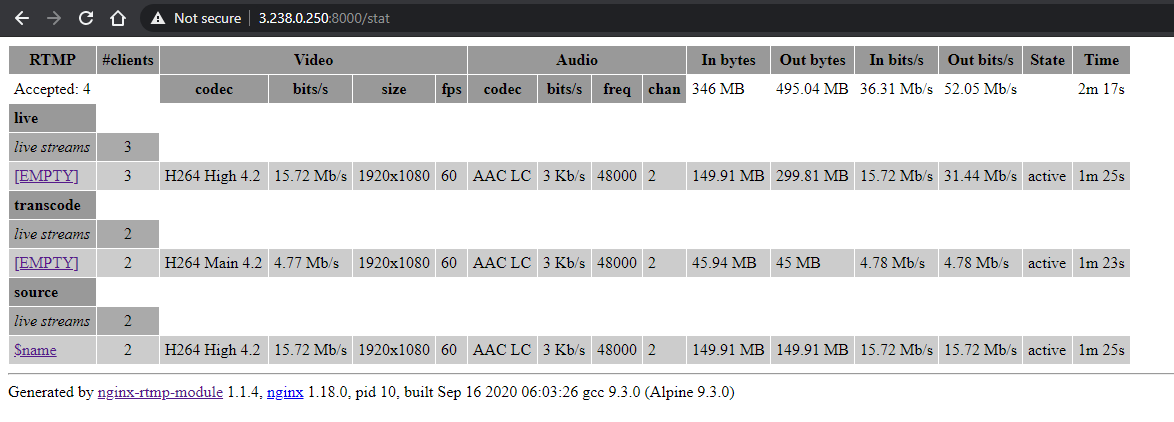 Not secure | 3.238.0.250:8000/stat
RTMP #clients Video Audio In bytes Out bytes In bits/s Out bits/s State Time
Accepted: 4 codec bits/s size fps codec bits/s freq chan 346 MB 495.04 MB 36.31 Mb/s 52.05 Mb/s 2m 17s
live
live streams 3
[EMPTY] 3 H264 High 4.2 15.72 Mb/s 1920x1080 60 AAC LC 3 Kb/s 48000 2 149.91 MB 299.81 MB 15.72 Mb/s 31.44 Mb/s active 1m 25s
transcode
live streams 2
[EMPTY] 2 H264 Main 4.2 4.77 Mb/s 1920x1080 60 AAC LC 3 Kb/s 48000 2 45.94 MB 45 MB 4.78 Mb/s 4.78 Mb/s active 1m 23s
source
live streams 2
$name 2 H264 High 4.2 15.72 Mb/s 1920x1080 60 AAC LC 3 Kb/s 48000 2 149.91 MB 149.91 MB 15.72 Mb/s 15.72 Mb/s active 1m 25s
Generated by nginx-rtmp-module 1.1.4, nginx 1.18.0, pid 10, built Sep 16 2020 06:03:26 gcc 9.3.0 (Alpine 9.3.0)